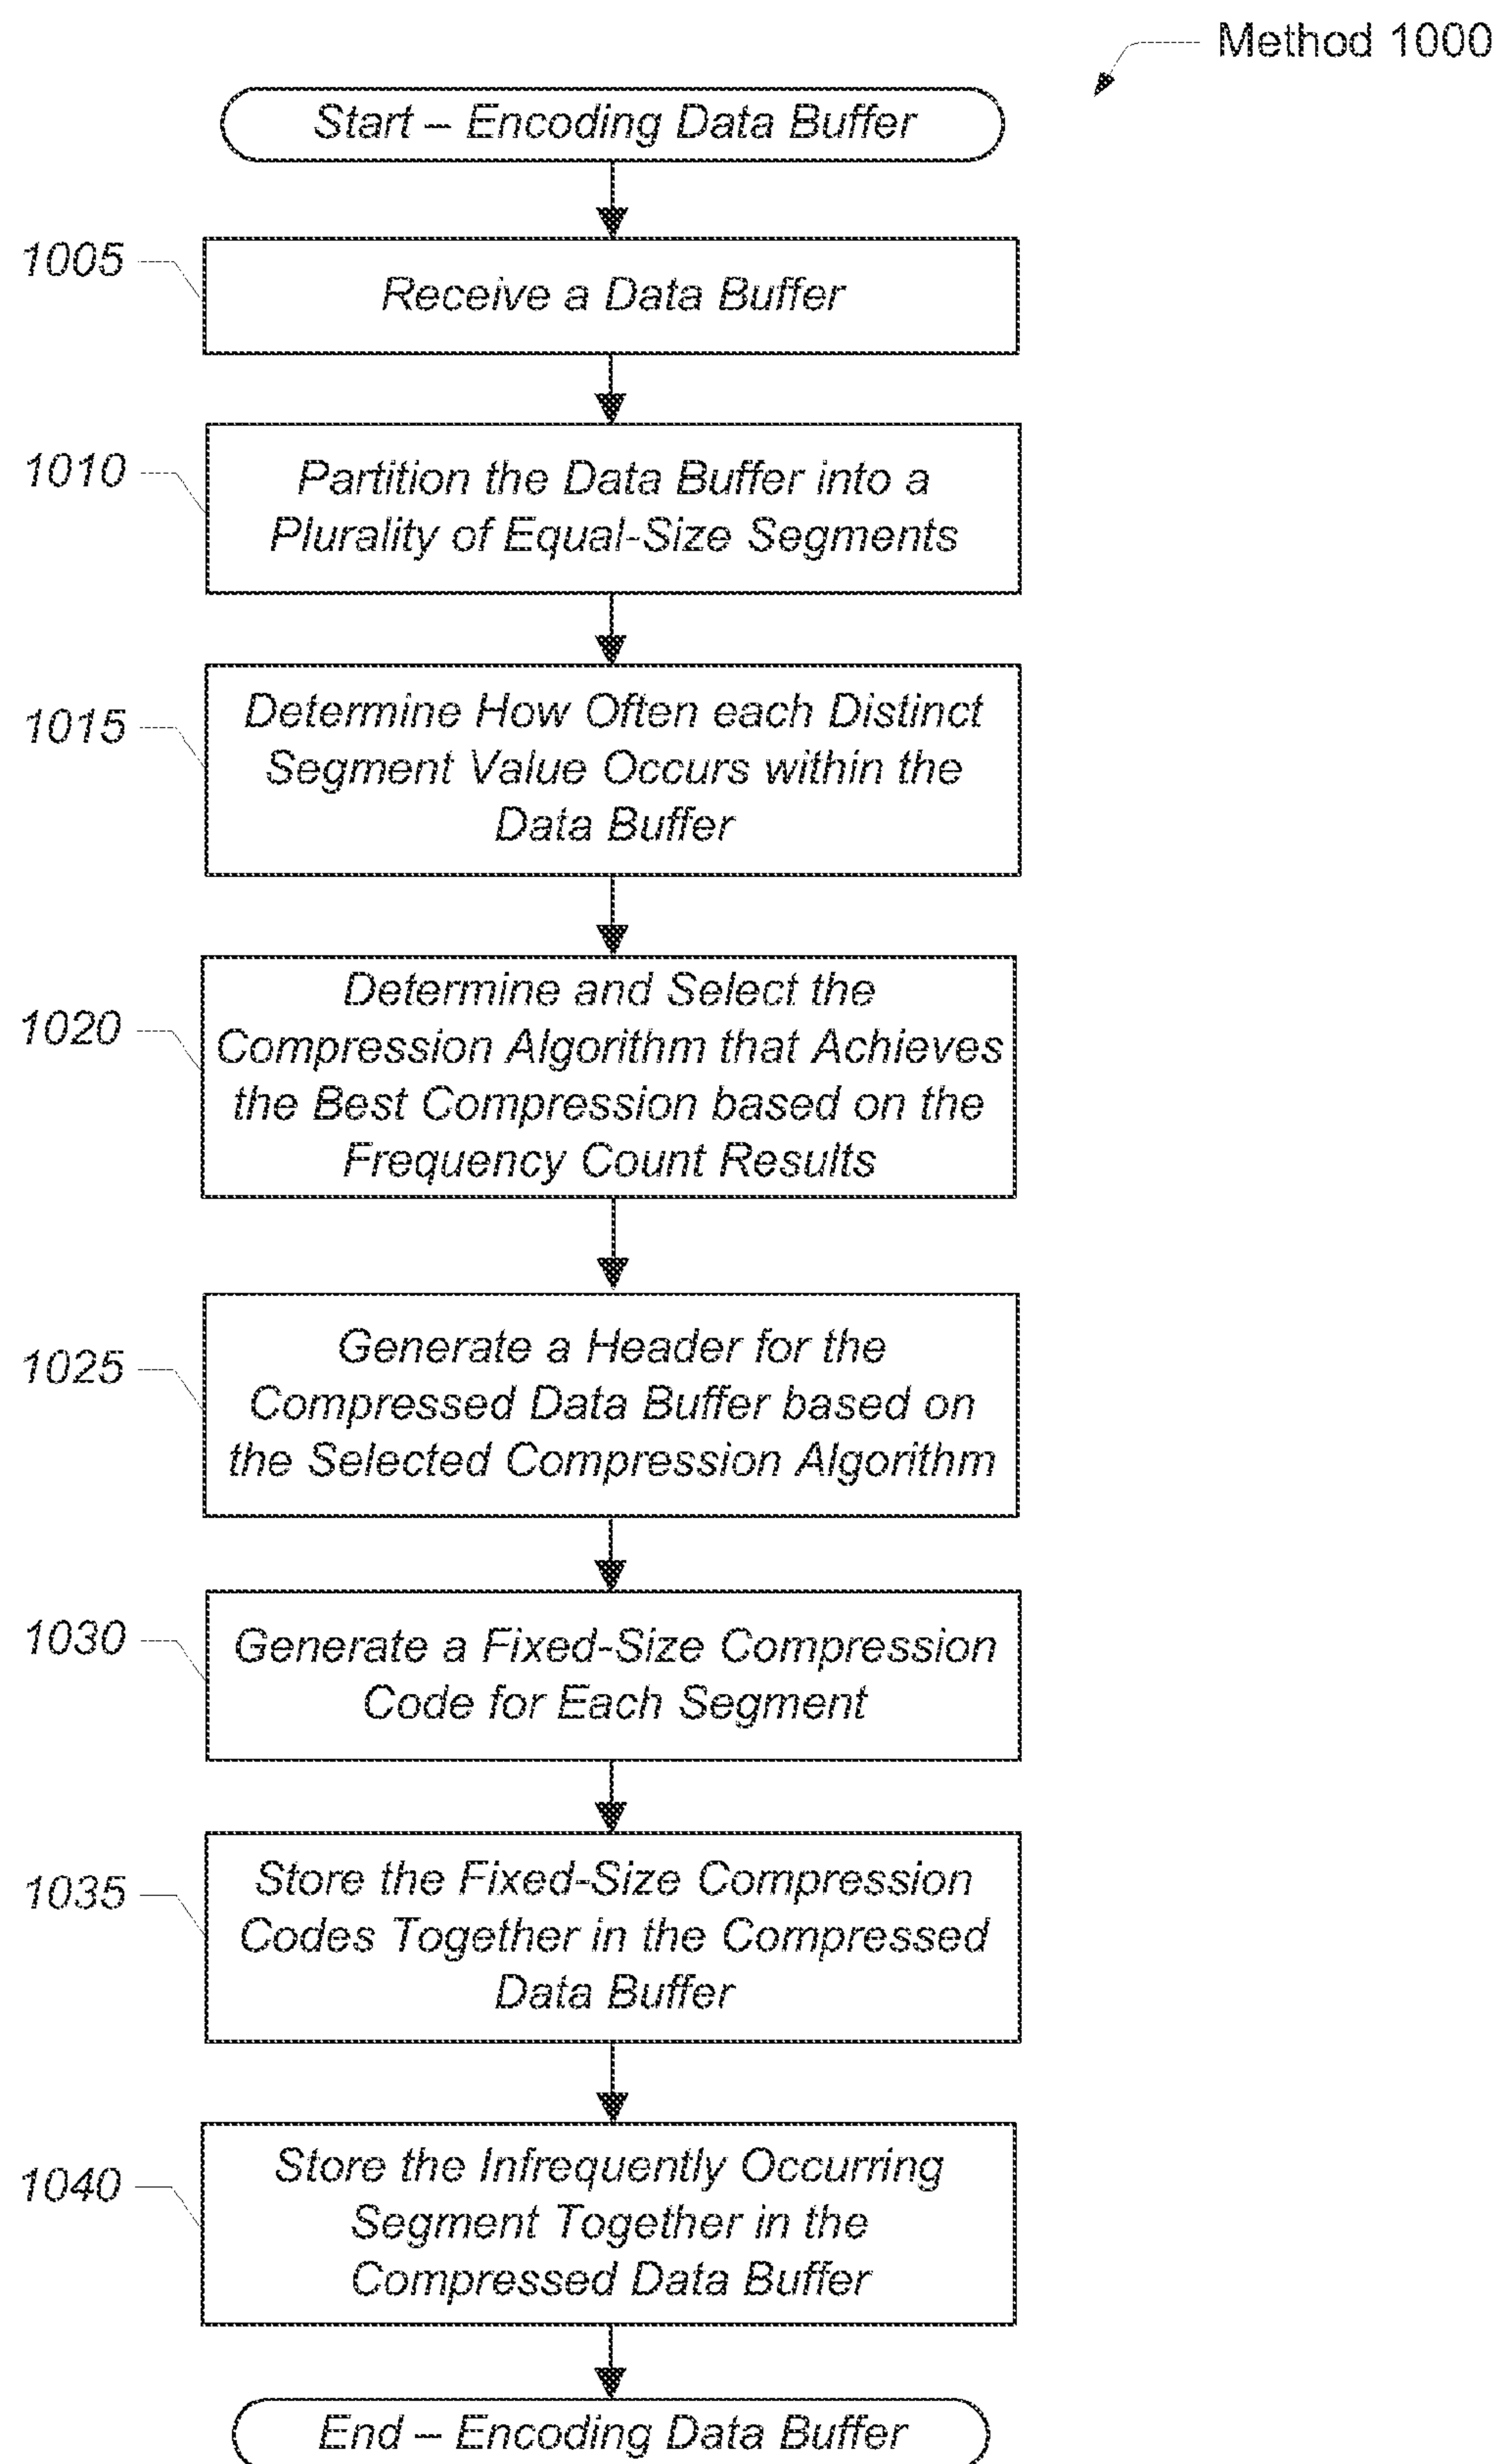 Method 1000
Start – Encoding Data Buffer
1005
Receive a Data Buffer
1010
Partition the Data Buffer into a
Plurality of Equal-Size Segments
1015
Determine How Often each Distinct
Segment Value Occurs within the
Data Buffer
1020
Determine and Select the
Compression Algorithm that Achieves
the Best Compression based on the
Frequency Count Results
1025
Generate a Header for the
Compressed Data Buffer based on
the Selected Compression Algorithm
1030
Generate a Fixed-Size Compression
Code for Each Segment
1035
Store the Fixed-Size Compression
Codes Together in the Compressed
Data Buffer
1040
Store the Infrequently Occurring
Segment Together in the
Compressed Data Buffer
End – Encoding Data Buffer